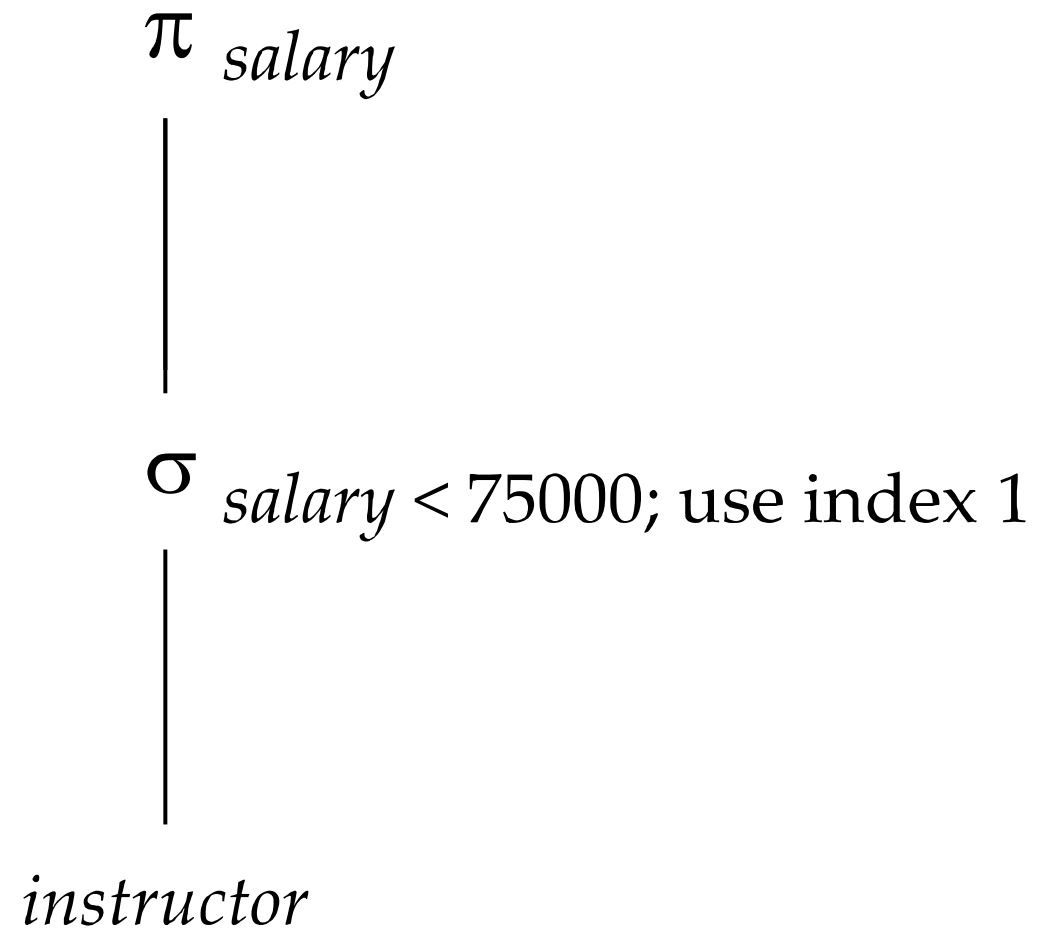 π salary
σ salary < 75000; use index 1
instructor